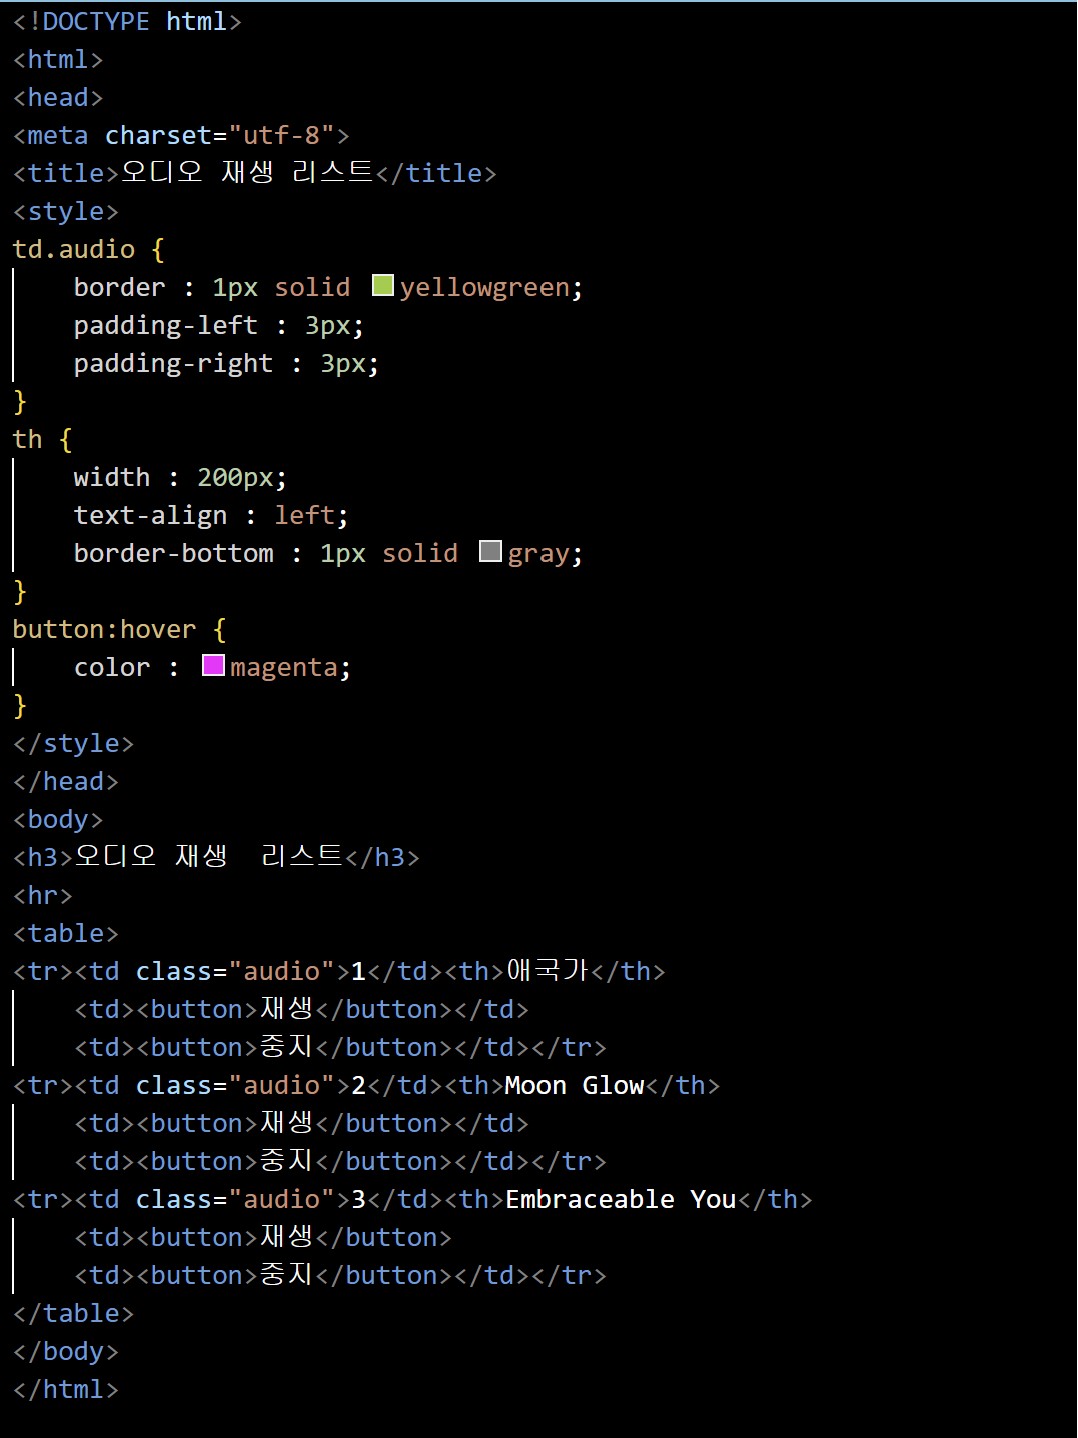 <!DOCTYPE html>
<html>
<head>
<meta charset="utf-8">
<title>오디오 재생 리스트</title>
<style>
td.audio {
    border : 1px solid yellowgreen;
    padding-left : 3px;
    padding-right : 3px;
}
th {
    width : 200px;
    text-align : left;
    border-bottom : 1px solid gray;
}
button:hover {
    color : magenta;
}
</style>
</head>
<body>
<h3>오디오 재생  리스트</h3>
<hr>
<table>
<tr><td class="audio">1</td><th>애국가</th>
    <td><button>재생</button></td>
    <td><button>중지</button></td></tr>
<tr><td class="audio">2</td><th>Moon Glow</th>
    <td><button>재생</button></td>
    <td><button>중지</button></td></tr>
<tr><td class="audio">3</td><th>Embraceable You</th>
    <td><button>재생</button>
    <td><button>중지</button></td></tr>
</table>
</body>
</html>